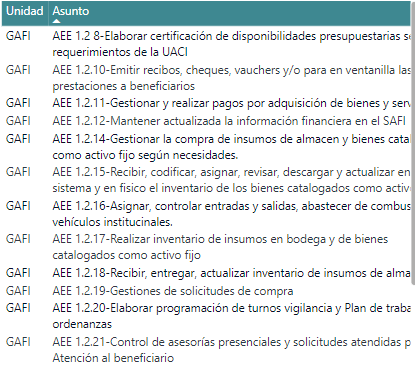 Unidad Asunto
GAFI AEE 1.2 8-Elaborar certificación de disponibilidades presupuestarias
requerimientos de la UACI
GAFI AEE 1.2.10-Emitir recibos, cheques, vauchers y/o para en ventanilla las
prestaciones a beneficiarios
GAFI AEE 1.2.11-Gestionar y realizar pagos por adquisición de bienes y
GAFI AEE 1.2.12-Mantener actualizada la información financiera en el SAFI
GAFI AEE 1.2.14-Gestionar la compra de insumos de almacen y bienes
como activo fijo según necesidades.
GAFI AEE 1.2.15-Recibir, codificar, asignar, revisar, descargar y actualizar en
sistema y en fisico el inventario de los bienes catalogados como
GAFI AEE 1.2.16-Asignar, controlar entradas y salidas, abastecer de
vehículos institucinales.
GAFI AEE 1.2.17-Realizar inventario de insumos en bodega y de bienes
catalogados como activo fijo
GAFI AEE 1.2.18-Recibir, entregar, actualizar inventario de insumos de
GAFI AEE 1.2.19-Gestiones de solicitudes de compra
GAFI AEE 1.2.20-Elaborar programación de turnos vigilancia y Plan de
ordenanzas
GAFI AEE 1.2.21-Control de asesorías presenciales y solicitudes atendidas
Atención al beneficiario